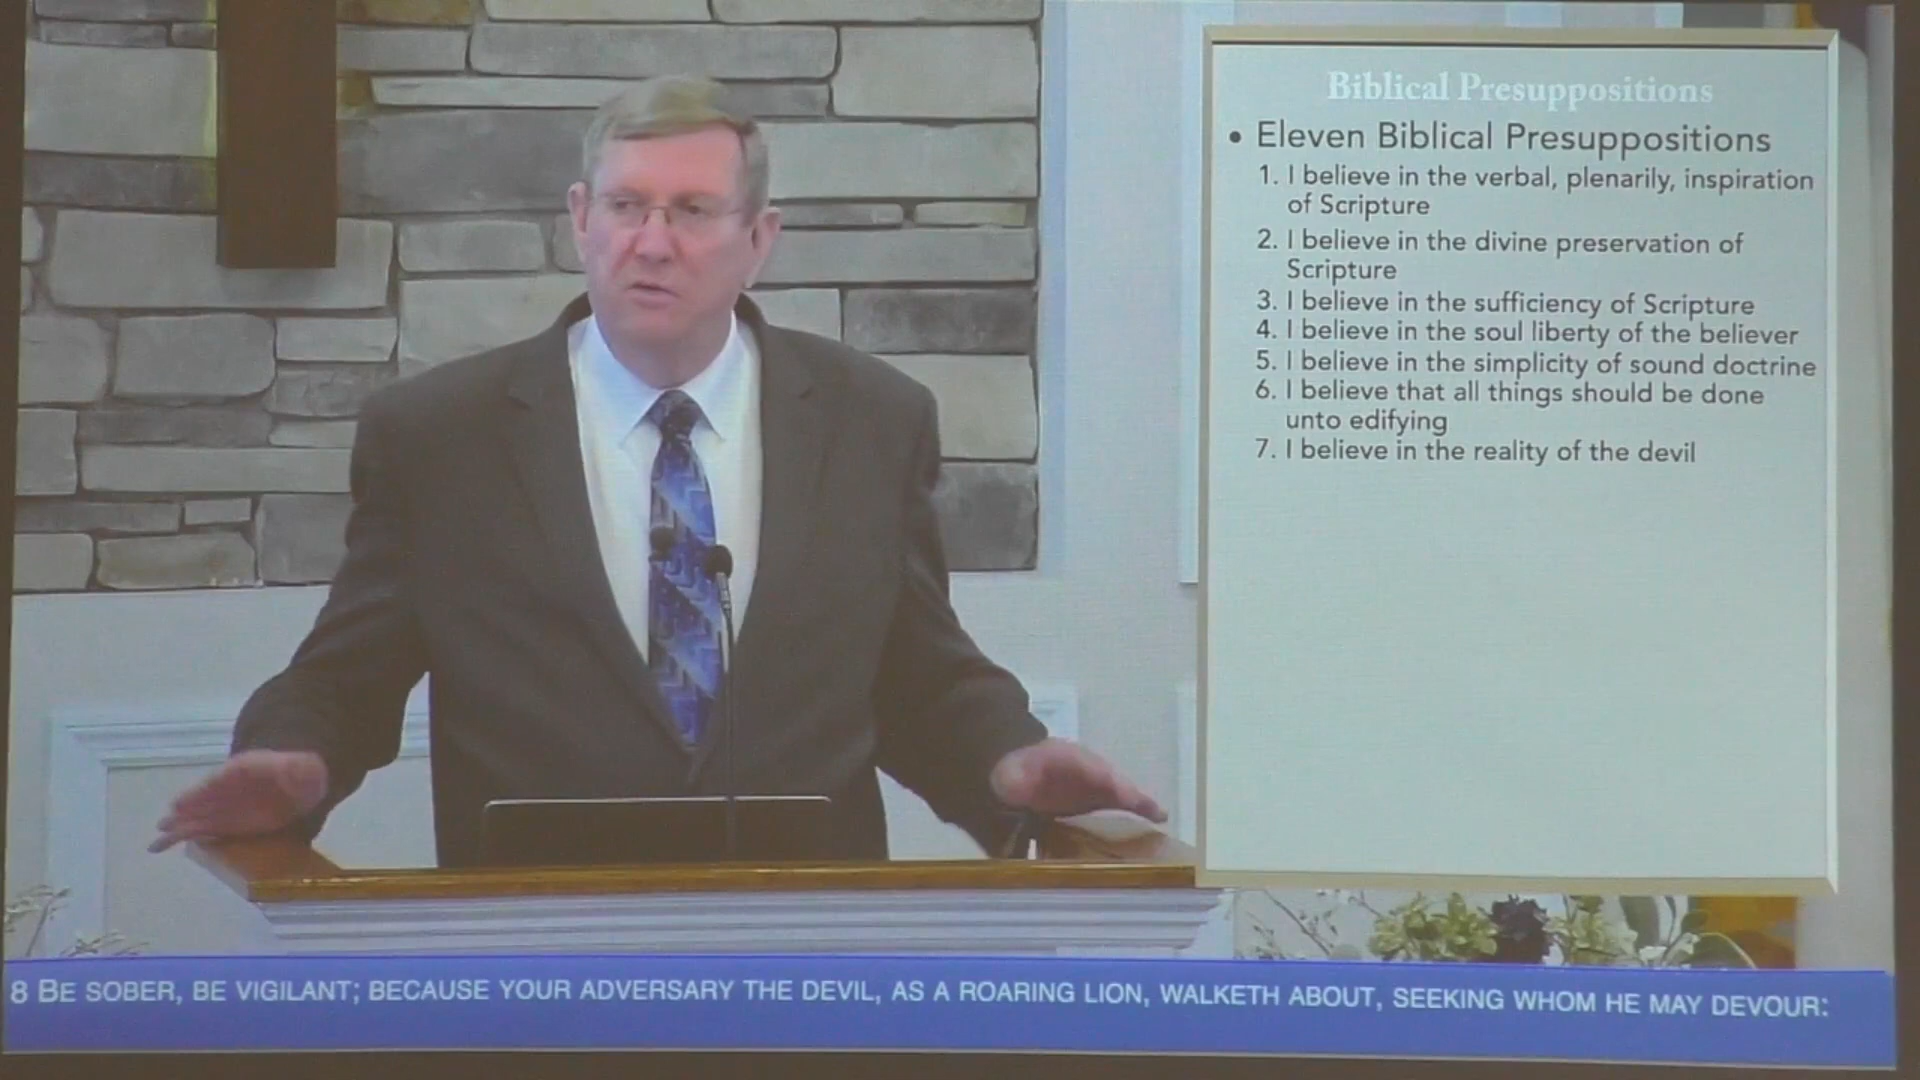 Biblical Presuppositions
• Eleven Biblical Presuppositions
1. I believe in the verbal, plenarily, inspiration
of Scripture
2. I believe in the divine preservation of
Scripture
3. I believe in the sufficiency of Scripture
4. I believe in the soul liberty of the believer
5. I believe in the simplicity of sound doctrine
6. I believe that all things should be done
unto edifying
7. I believe in the reality of the devil
8 BE SOBER, BE VIGILANT; BECAUSE YOUR ADVERSARY THE DEVIL, AS A ROARING LION, WALKETH ABOUT, SEEKING WHOM HE MAY DEVOUR: